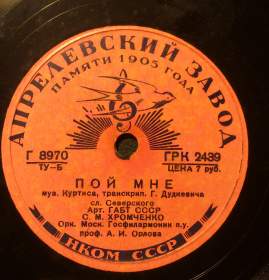 АПРЕЛЕВСКИЙ ЗАВОД
ПАМЯТИ 1905 ГОДА
Г 8970
ТУ-Б
ГРК 2439
ЦЕНА 7 руб.
ПОЙ МНЕ
муз. Куртиса, транскрип. Г. Дудкевича
сл. Северского
Арт. ГАБТ СССР
С. М. ХРОМЧЕНКО
Орк. Моск. Госфилармонии п.у.
проф. А. И. Орлова
НКОМ СССР